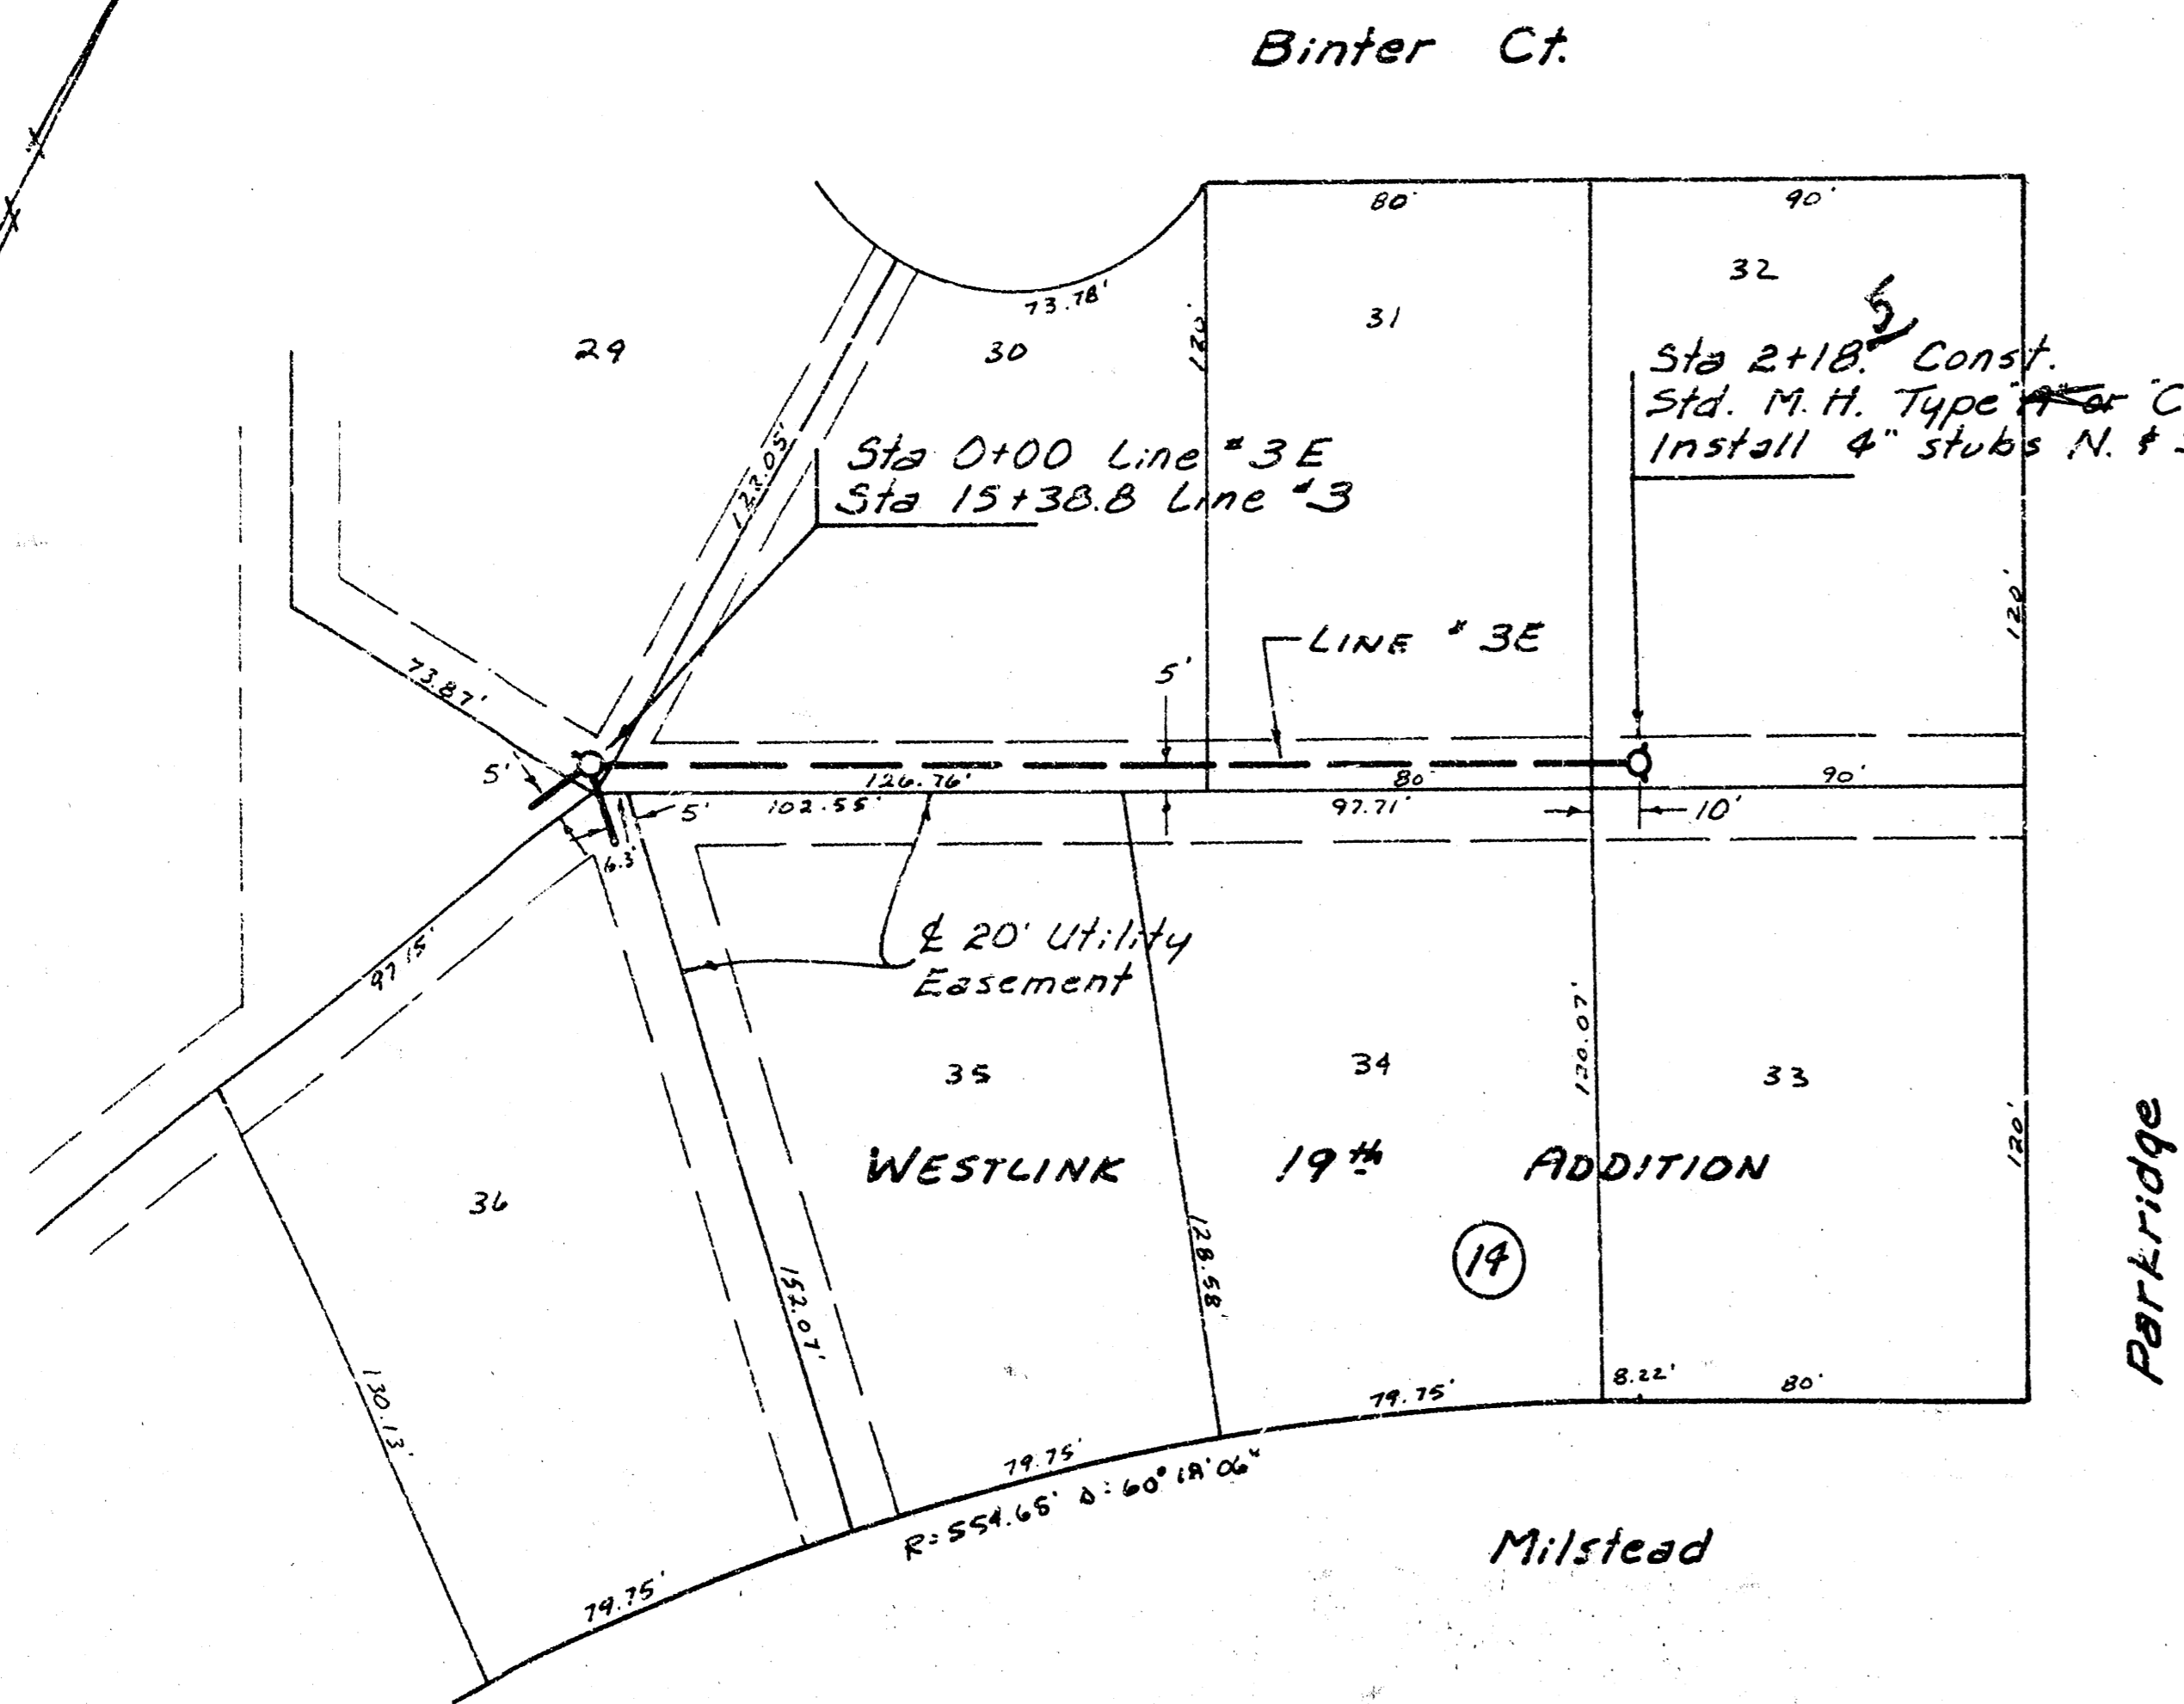 Binter Ct.
80'
90'
32
31
73.78'
29
30
120'
5
Sta 2+18. Const.
Std. M. H. Type "A" or "C
Install 4" stubs N. &
122.05'
Sta 0+00 Line #3E
Sta 15+38.8 Line #3
120'
LINE #3E
5'
73.87'
5'
126.76'
80'
90'
5'
102.55'
97.71'
10'
6.3'
℄ 20' Utility
Easement
97.15'
120.07'
35
34
33
WESTLINK 19th ADDITION
120'
36
Parkridge
14
128.58'
152.07'
130.13'
8.22'
80'
79.75'
79.75'
R=554.65' Δ=60° 18' 06"
Milstead
79.75'